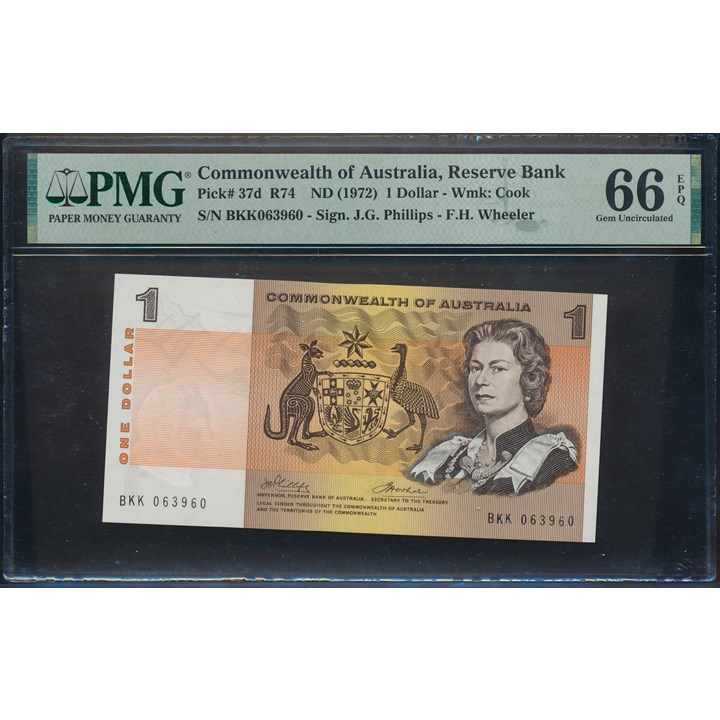 PMG®
PAPER MONEY GUARANTY
Commonwealth of Australia, Reserve Bank
Pick# 37d R74 ND (1972) 1 Dollar - Wmk: Cook
S/N BKK063960 - Sign. J.G. Phillips - F.H. Wheeler
66 EPQ
Gem Uncirculated
1
COMMONWEALTH OF AUSTRALIA
1
ONE DOLLAR
GOVERNOR, RESERVE BANK OF AUSTRALIA. SECRETARY TO THE TREASURY.
LEGAL TENDER THROUGHOUT THE COMMONWEALTH OF AUSTRALIA
AND THE TERRITORIES OF THE COMMONWEALTH
BKK 063960
BKK 063960